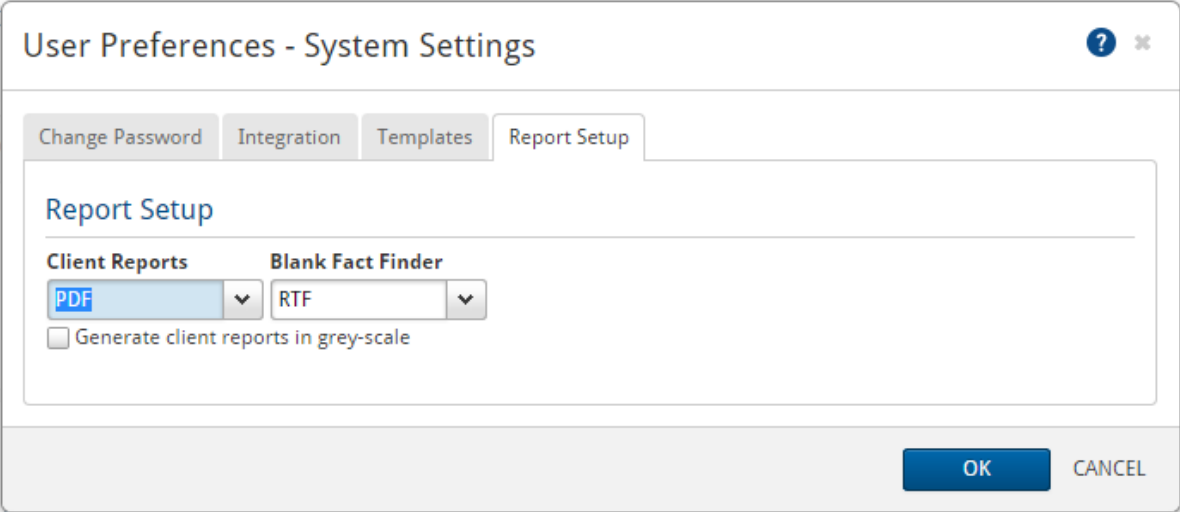 User Preferences - System Settings ?
Change Password Integration Templates Report Setup
Report Setup
Client Reports Blank Fact Finder
PDF RTF
Generate client reports in grey-scale
OK CANCEL